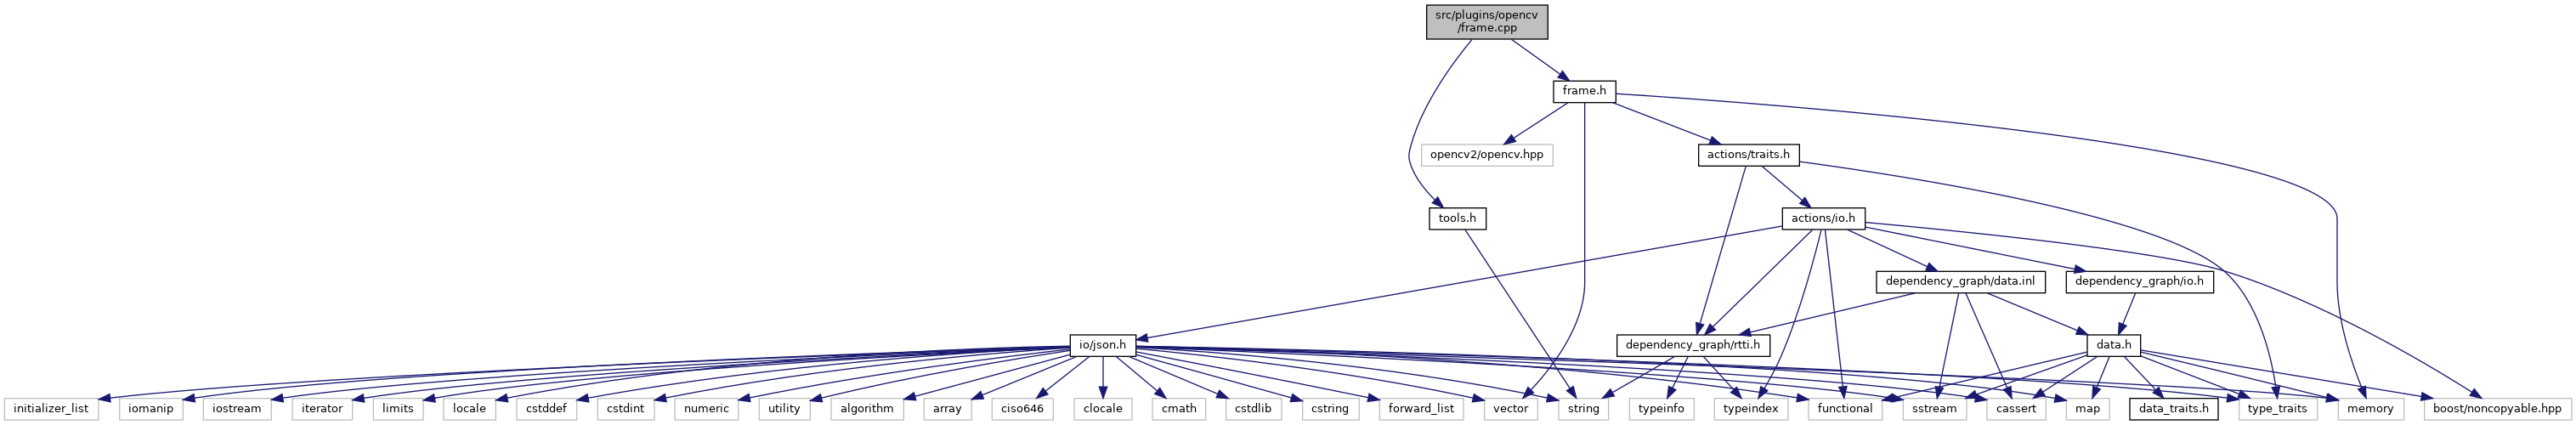 src/plugins/opencv
/frame.cpp
frame.h
opencv2/opencv.hpp
actions/traits.h
tools.h
actions/io.h
dependency_graph/data.inl
dependency_graph/io.h
io/json.h
dependency_graph/rtti.h
data.h
initializer_list
iomanip
iostream
iterator
limits
locale
cstddef
cstdint
numeric
utility
algorithm
array
ciso646
clocale
cmath
cstdlib
cstring
forward_list
vector
string
typeinfo
typeindex
functional
sstream
cassert
map
data_traits.h
type_traits
memory
boost/noncopyable.hpp